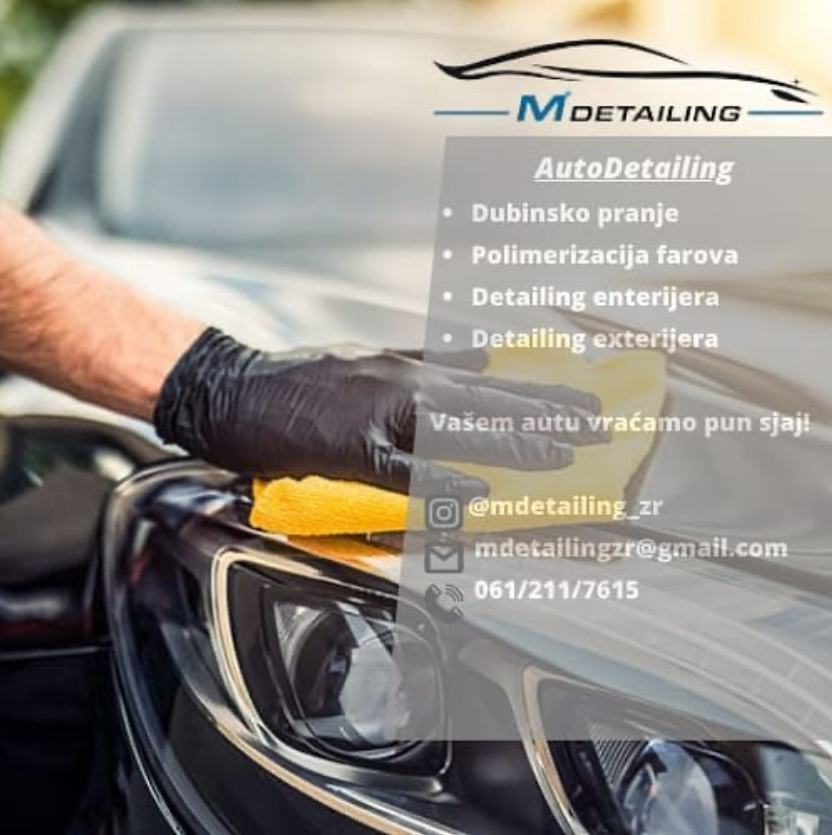 M DETAILING
AutoDetailing
• Dubinsko pranje
• Polimerizacija farova
• Detailing enterijera
• Detailing exterijera
Vašem autu vraćamo pun sjaj!
@mdetailing_zr
mdetailingzr@gmail.com
061/211/7615